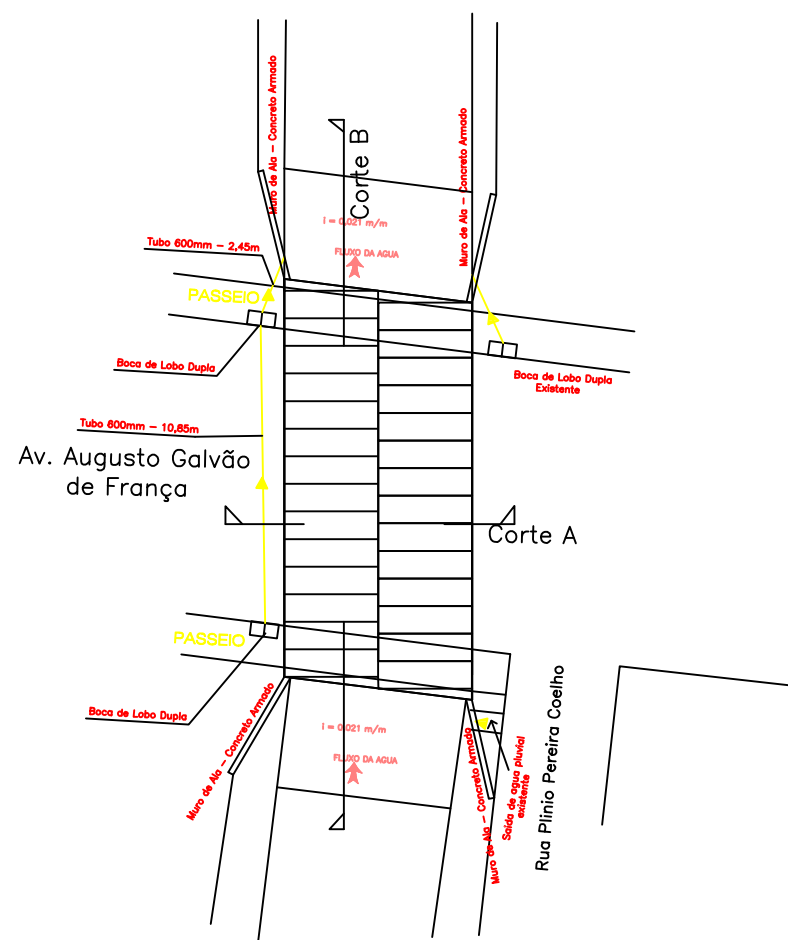 Muro de Ala - Concreto Armado
Corte B
Muro de Ala - Concreto Armado
i = 0,021 m/m
Tubo 600mm - 2,45m
FLUXO DA AGUA
PASSEIO
Boca de Lobo Dupla
Boca de Lobo Dupla
Existente
Tubo 600mm - 10,85m
Av. Augusto Galvão
de França
Corte A
PASSEIO
Boca de Lobo Dupla
Muro de Ala - Concreto Armado
i = 0,021 m/m
FLUXO DA AGUA
Muro de Ala - Concreto Armado
Saida de agua pluvial
existente
Rua Plinio Pereira Coelho